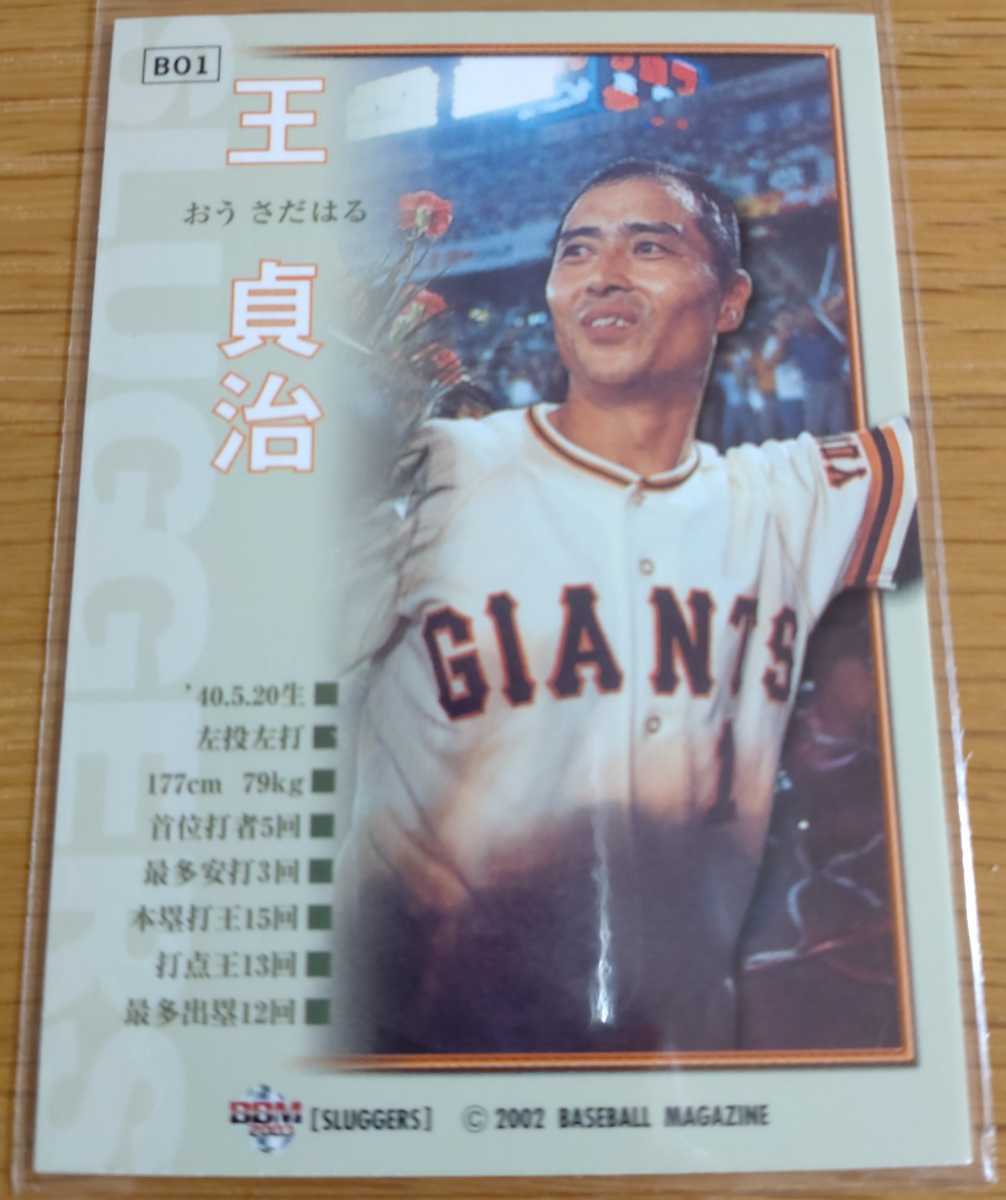 BO1
王
おう さだはる
貞
治
SLUGGERS
GIANTS
'40.5.20生
左投左打
177cm 79kg
首位打者5回
最多安打3回
本塁打王15回
打点王13回
最多出塁12回
BBM
[SLUGGERS] © 2002 BASEBALL MAGAZINE